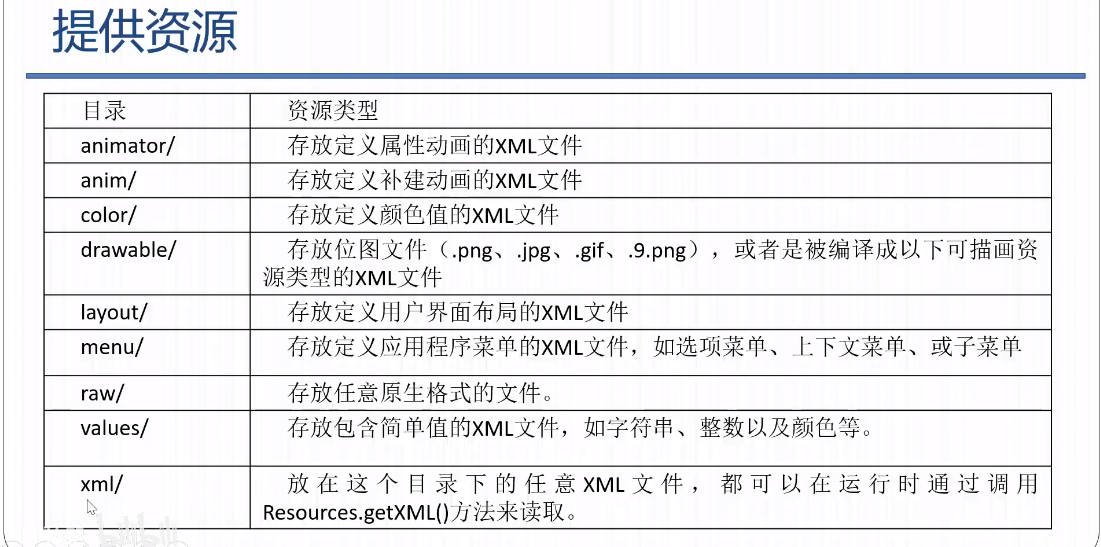 提供资源
目录 资源类型
animator/ 存放定义属性动画的XML文件
anim/ 存放定义补建动画的XML文件
color/ 存放定义颜色值的XML文件
drawable/ 存放位图文件（.png、.jpg、.gif、.9.png），或者是被编译成以下可描画资
源类型的XML文件
layout/ 存放定义用户界面布局的XML文件
menu/ 存放定义应用程序菜单的XML文件，如选项菜单、上下文菜单、或子菜单
raw/ 存放任意原生格式的文件。
values/ 存放包含简单值的XML文件，如字符串、整数以及颜色等。
xml/ 放在这个目录下的任意XML文件，都可以在运行时通过调用
Resources.getXML()方法来读取。